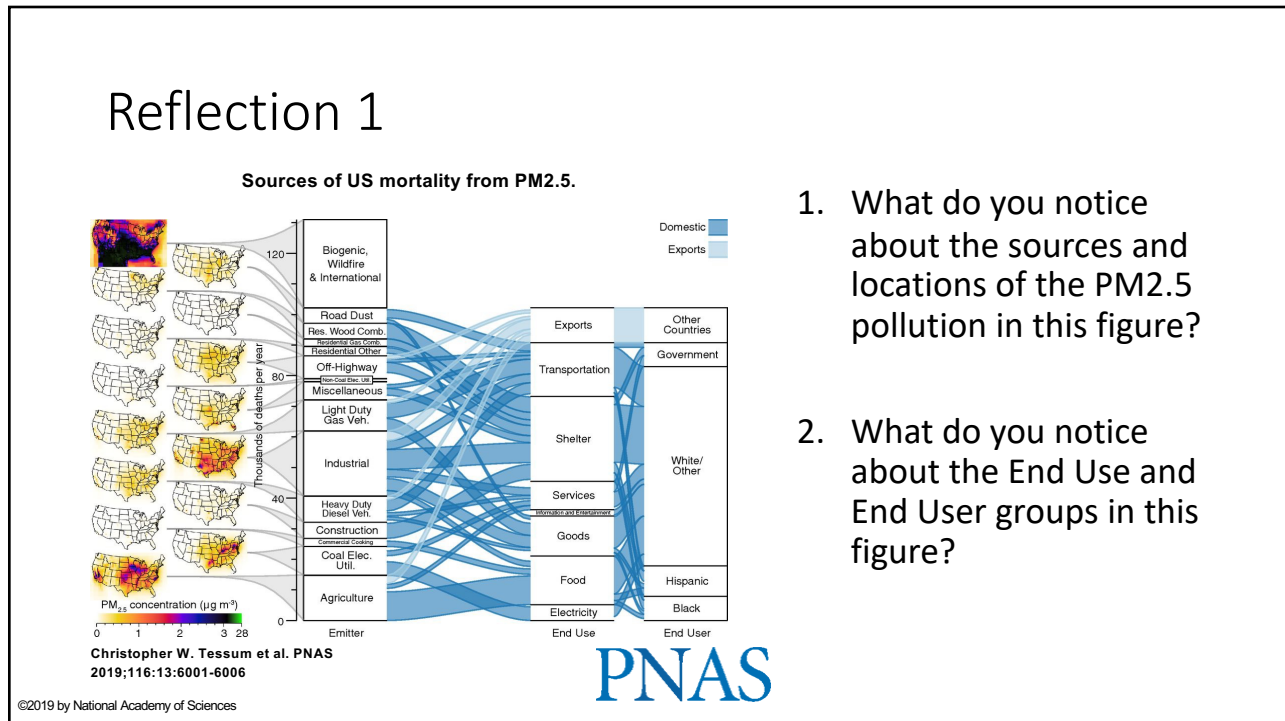 Reflection 1
Sources of US mortality from PM2.5.
Thousands of deaths per year
120
80
40
0
Biogenic,
Wildfire
& International
Road Dust
Res. Wood Comb.
Residential Gas Comb.
Residential Other
Off-Highway
Non-Coal Elec. Util.
Miscellaneous
Light Duty
Gas Veh.
Industrial
Heavy Duty
Diesel Veh.
Construction
Commercial Cooking
Coal Elec.
Util.
Agriculture
Emitter
Exports
Transportation
Shelter
Services
Information and Entertainment
Goods
Food
Electricity
End Use
Domestic
Exports
Other
Countries
Government
White/
Other
Hispanic
Black
End User
PM2.5 concentration (µg m-3)
0 1 2 3 28
Christopher W. Tessum et al. PNAS
2019;116:13:6001-6006
PNAS
©2019 by National Academy of Sciences
1. What do you notice
about the sources and
locations of the PM2.5
pollution in this figure?
2. What do you notice
about the End Use and
End User groups in this
figure?